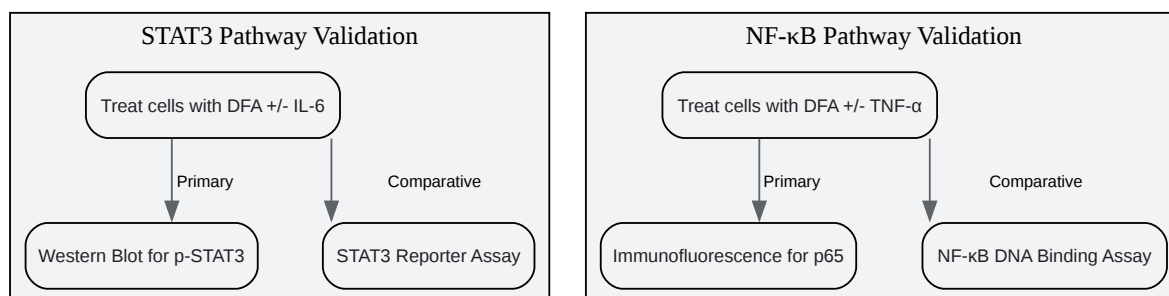 STAT3 Pathway Validation
Treat cells with DFA +/- IL-6
Primary
Comparative
Western Blot for p-STAT3
STAT3 Reporter Assay
NF-κB Pathway Validation
Treat cells with DFA +/- TNF-α
Primary
Comparative
Immunofluorescence for p65
NF-κB DNA Binding Assay